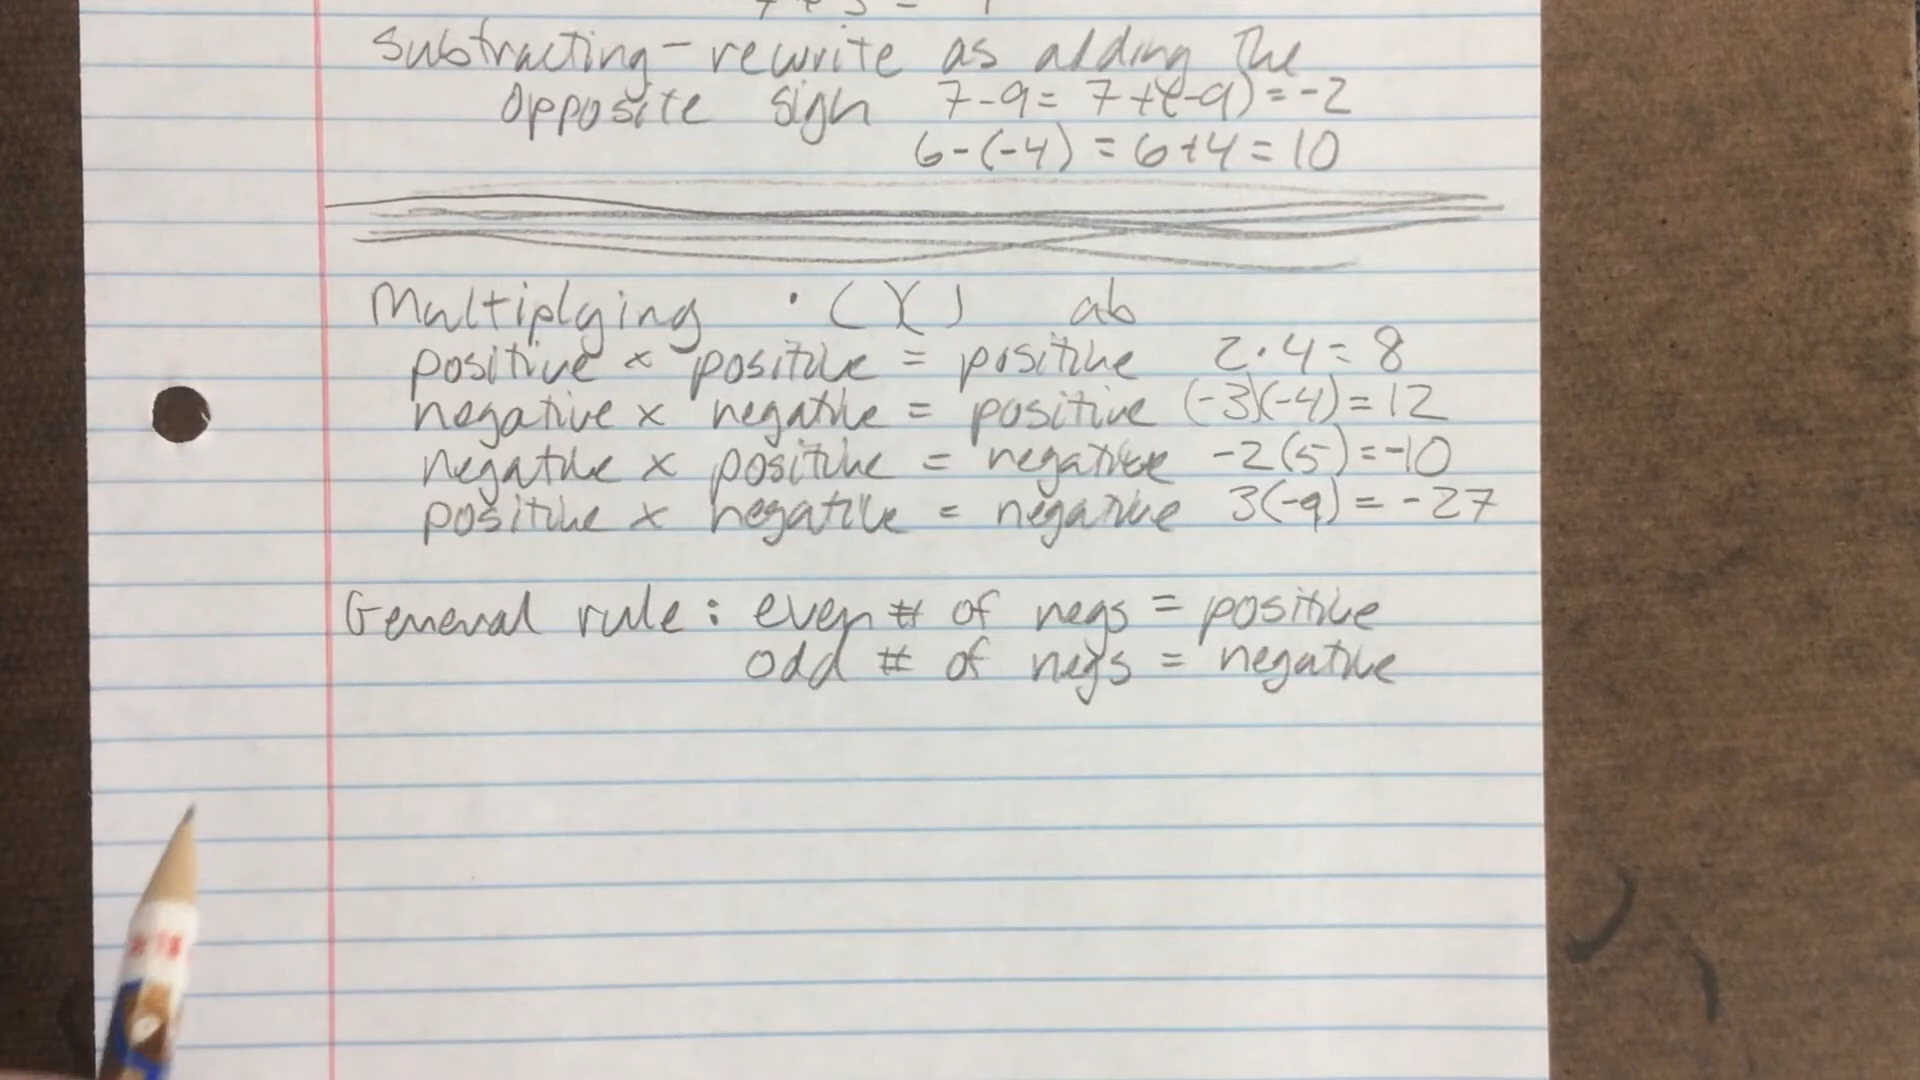 Subtracting - rewrite as adding the
opposite sign 7-9 = 7+(-9) = -2
6-(-4) = 6+4 = 10
Multiplying · ( )( ) ab
positive x positive = positive 2·4 = 8
negative x negative = positive (-3)(-4) = 12
negative x positive = negative -2(5) = -10
positive x negative = negative 3(-9) = -27
General rule: even # of negs = positive
odd # of negs = negative